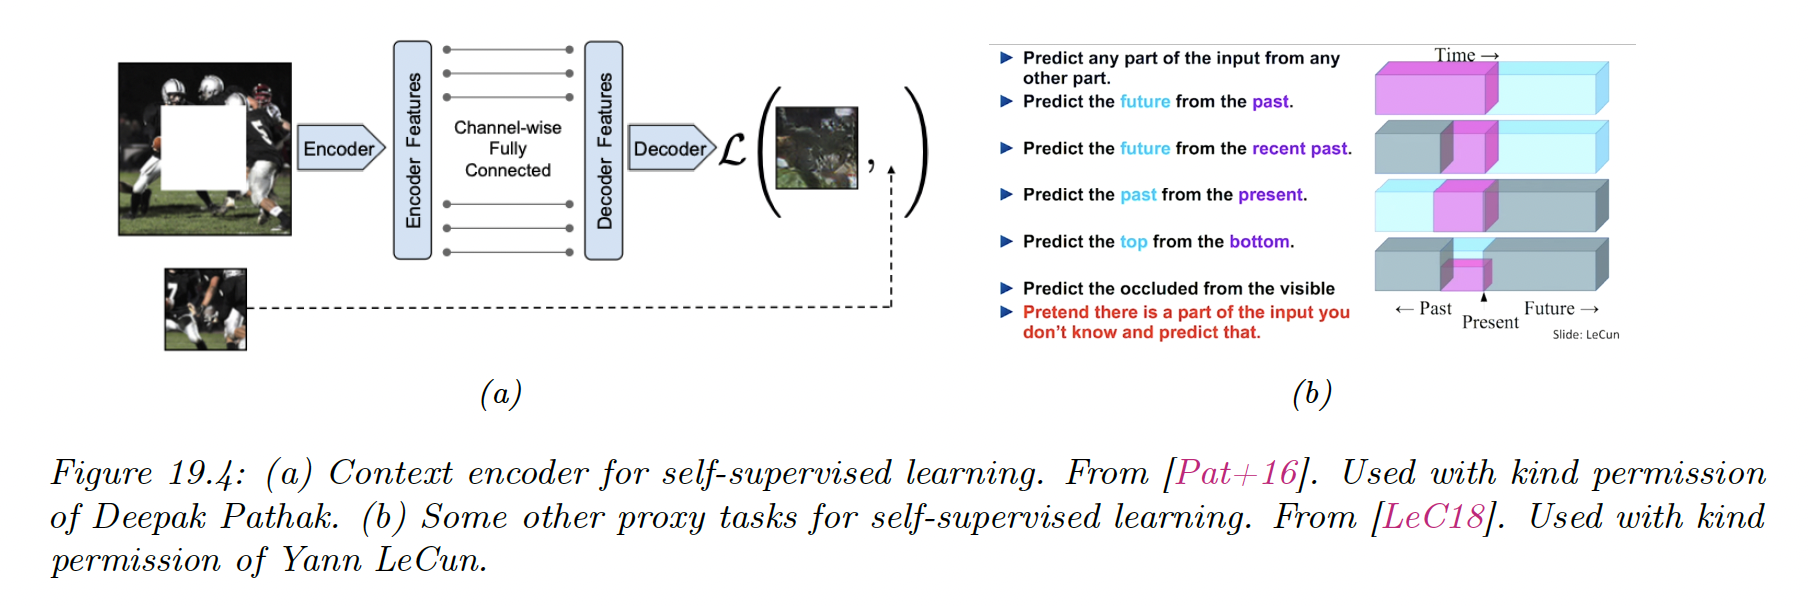 Encoder
Encoder Features
Channel-wise
Fully
Connected
Decoder Features
Decoder
ℒ ( , )
7
(a)
Predict any part of the input from any
other part.
Predict the future from the past.
Predict the future from the recent past.
Predict the past from the present.
Predict the top from the bottom.
Predict the occluded from the visible
Pretend there is a part of the input you
don't know and predict that.
Time →
← Past
Present
Future →
Slide: LeCun
(b)
Figure 19.4: (a) Context encoder for self-supervised learning. From [Pat+16]. Used with kind permission
of Deepak Pathak. (b) Some other proxy tasks for self-supervised learning. From [LeC18]. Used with kind
permission of Yann LeCun.